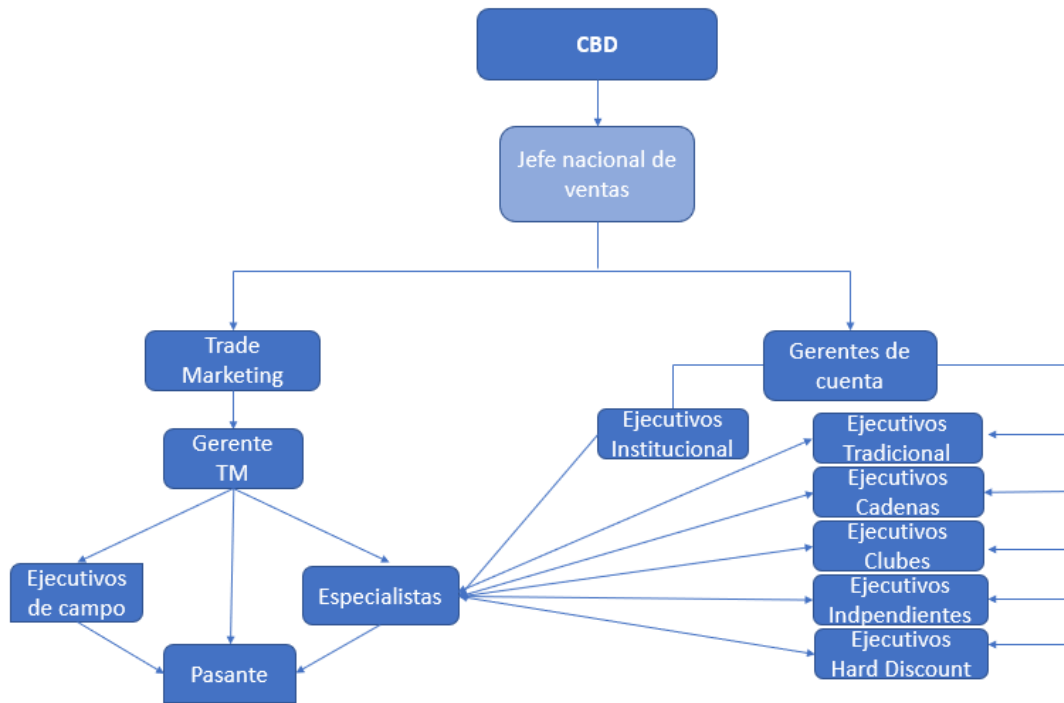 CBD
Jefe nacional de
ventas
Trade
Marketing
Gerentes de
cuenta
Gerente
TM
Ejecutivos
Institucional
Ejecutivos
Tradicional
Ejecutivos
Cadenas
Ejecutivos
Clubes
Ejecutivos
Indpendientes
Ejecutivos
Hard Discount
Ejecutivos
de campo
Especialistas
Pasante